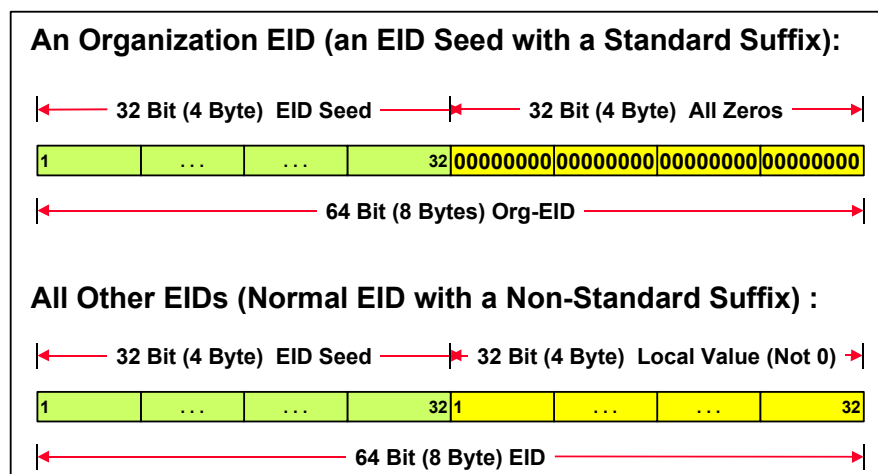 An Organization EID (an EID Seed with a Standard Suffix):
32 Bit (4 Byte) EID Seed 32 Bit (4 Byte) All Zeros
1 . . . . . . 32 00000000 00000000 00000000 00000000
64 Bit (8 Bytes) Org-EID
All Other EIDs (Normal EID with a Non-Standard Suffix) :
32 Bit (4 Byte) EID Seed 32 Bit (4 Byte) Local Value (Not 0)
1 . . . . . . 32 1 . . . . . . 32
64 Bit (8 Byte) EID